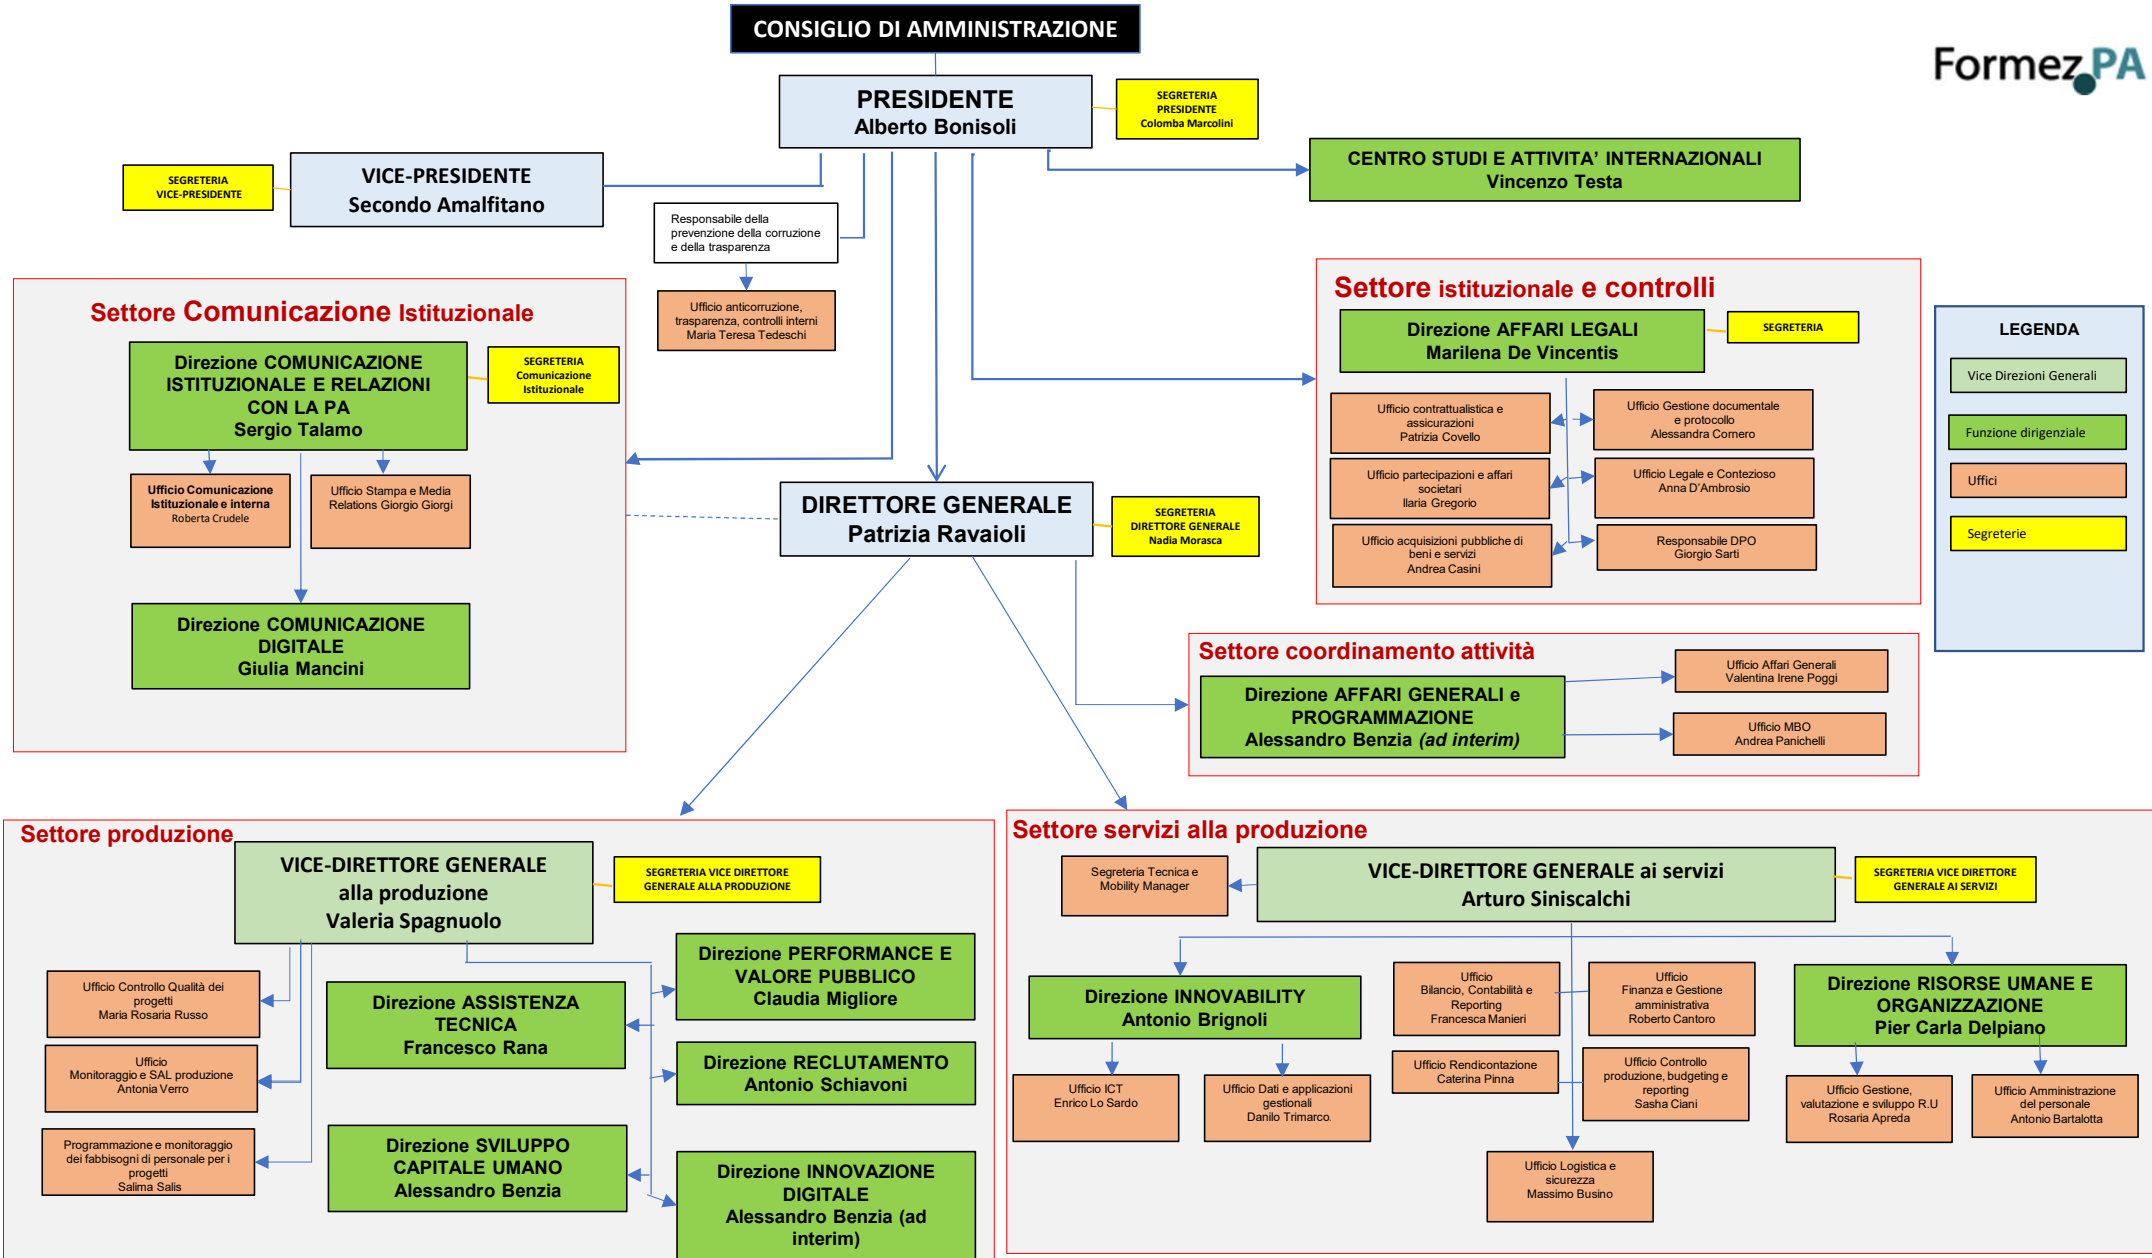 CONSIGLIO DI AMMINISTRAZIONE
Formez PA
PRESIDENTE
Alberto Bonisoli
SEGRETERIA
PRESIDENTE
Colomba Marcolini
SEGRETERIA
VICE-PRESIDENTE
VICE-PRESIDENTE
Secondo Amalfitano
CENTRO STUDI E ATTIVITA' INTERNAZIONALI
Vincenzo Testa
Responsabile della
prevenzione della corruzione
e della trasparenza
Ufficio anticorruzione,
trasparenza, controlli interni
Maria Teresa Tedeschi
Settore Comunicazione Istituzionale
Direzione COMUNICAZIONE
ISTITUZIONALE E RELAZIONI
CON LA PA
Sergio Talamo
SEGRETERIA
Comunicazione
Istituzionale
Ufficio Comunicazione
Istituzionale e interna
Roberta Crudele
Ufficio Stampa e Media
Relations Giorgio Giorgi
Direzione COMUNICAZIONE
DIGITALE
Giulia Mancini
DIRETTORE GENERALE
Patrizia Ravaioli
SEGRETERIA
DIRETTORE GENERALE
Nadia Morasca
Settore istituzionale e controlli
Direzione AFFARI LEGALI
Marilena De Vincentis
SEGRETERIA
Ufficio contrattualistica e
assicurazioni
Patrizia Covello
Ufficio Gestione documentale
e protocollo
Alessandra Cornero
Ufficio partecipazioni e affari
societari
Ilaria Gregorio
Ufficio Legale e Contezioso
Anna D'Ambrosio
Ufficio acquisizioni pubbliche di
beni e servizi
Andrea Casini
Responsabile DPO
Giorgio Sarti
LEGENDA
Vice Direzioni Generali
Funzione dirigenziale
Uffici
Segreterie
Settore coordinamento attività
Direzione AFFARI GENERALI e
PROGRAMMAZIONE
Alessandro Benzia (ad interim)
Ufficio Affari Generali
Valentina Irene Poggi
Ufficio MBO
Andrea Panichelli
Settore produzione
VICE-DIRETTORE GENERALE
alla produzione
Valeria Spagnuolo
SEGRETERIA VICE DIRETTORE
GENERALE ALLA PRODUZIONE
Ufficio Controllo Qualità dei
progetti
Maria Rosaria Russo
Ufficio
Monitoraggio e SAL produzione
Antonia Verro
Programmazione e monitoraggio
dei fabbisogni di personale per i
progetti
Salima Salis
Direzione ASSISTENZA
TECNICA
Francesco Rana
Direzione SVILUPPO
CAPITALE UMANO
Alessandro Benzia
Direzione PERFORMANCE E
VALORE PUBBLICO
Claudia Migliore
Direzione RECLUTAMENTO
Antonio Schiavoni
Direzione INNOVAZIONE
DIGITALE
Alessandro Benzia (ad
interim)
Settore servizi alla produzione
Segreteria Tecnica e
Mobility Manager
VICE-DIRETTORE GENERALE ai servizi
Arturo Siniscalchi
SEGRETERIA VICE DIRETTORE
GENERALE AI SERVIZI
Direzione INNOVABILITY
Antonio Brignoli
Ufficio ICT
Enrico Lo Sardo
Ufficio Dati e applicazioni
gestionali
Danilo Trimarco.
Ufficio
Bilancio, Contabilità e
Reporting
Francesca Manieri
Ufficio
Finanza e Gestione
amministrativa
Roberto Cantoro
Ufficio Rendicontazione
Caterina Pinna
Ufficio Controllo
produzione, budgeting e
reporting
Sasha Ciani
Ufficio Logistica e
sicurezza
Massimo Busino
Direzione RISORSE UMANE E
ORGANIZZAZIONE
Pier Carla Delpiano
Ufficio Gestione,
valutazione e sviluppo R.U
Rosaria Apreda
Ufficio Amministrazione
del personale
Antonio Bartalotta